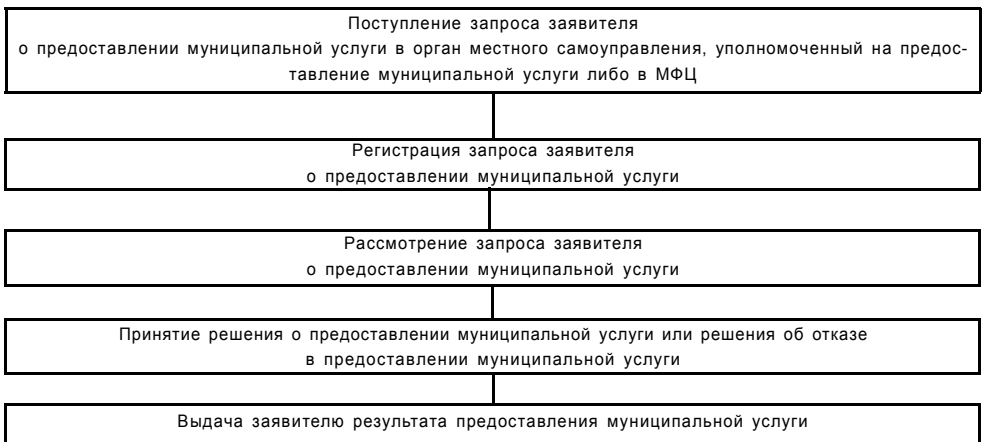 Поступление запроса заявителя
о предоставлении муниципальной услуги в орган местного самоуправления, уполномоченный на предос-
тавление муниципальной услуги либо в МФЦ
Регистрация запроса заявителя
о предоставлении муниципальной услуги
Рассмотрение запроса заявителя
о предоставлении муниципальной услуги
Принятие решения о предоставлении муниципальной услуги или решения об отказе
в предоставлении муниципальной услуги
Выдача заявителю результата предоставления муниципальной услуги